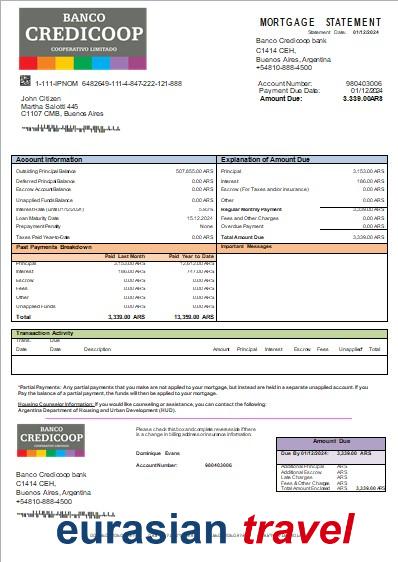 BANCO
CREDICOOP
COOPERATIVO LIMITADO
MORTGAGE STATEMENT
Statement Date: 01/12/2024
Banco Credicoop bank
C1414 CEH,
Buenos Aires, Argentina
+54810-888-4500
1-111-IPNOM 6482649-111-4-847-222-121-888
Account Number: 980403006
Payment Due Date: 01/12/2024
Amount Due: 3,339.00 ARS
John Citizen
Martha Salotti 445
C1107 CMB, Buenos Aires
Account Information
Outstanding Principal Balance 507,655.00 ARS
Deferred Principal Balance 0.00 ARS
Escrow Account Balance 0.00 ARS
Unapplied Funds Balance 0.00 ARS
Interest Rate (until 01/12/2021)
Loan Maturity Date 15.12.2024
Prepayment Penalty None
Taxes Paid Year-to-Date 0.00 ARS
Explanation of Amount Due
Principal 3,153.00 ARS
Interest 186.00 ARS
Escrow (For Taxes and/or Insurance) 0.00 ARS
Other 0.00 ARS
Regular Monthly Payment 3,339.00 ARS
Fees and Other Charges 0.00 ARS
Overdue Payment 0.00 ARS
Total Amount Due 3,339.00 ARS
Past Payments Breakdown
Paid Last Month Paid Year to Date
Principal 3,153.00 ARS 12,612.00 ARS
Interest 186.00 ARS 747.00 ARS
Escrow 0.00 ARS 0.00 ARS
Fees 0.00 ARS 0.00 ARS
Other 0.00 ARS 0.00 ARS
Unapplied Funds 0.00 ARS 0.00 ARS
Total 3,339.00 ARS 13,359.00 ARS
Important Messages
Transaction Activity
Trans. Due
Date Date Description Amount Principal Interest Escrow Fees Unapplied Total
*Partial Payments: Any partial payments that you make are not applied to your mortgage, but instead are held in a separate unapplied account. If you
Pay the balance of a partial payment, the funds will then be applied to your mortgage.
Housing Counselor Information: If you would like counseling or assistance, you can contact the following:
Argentina Department of Housing and Urban Development (HUD).
BANCO
CREDICOOP
COOPERATIVO LIMITADO
Please check this box and complete reverse side if there
is a change in billing address or insurance information.
Dominique Evans
Account Number: 980403006
Banco Credicoop bank
C1414 CEH,
Buenos Aires, Argentina
+54810-888-4500
Amount Due
Due By 01/12/2024: 3,339.00 ARS
Additional Principal ARS
Additional Escrow ARS
Late Charges ARS
Fees & Other Charges ARS
Total Amount Enclosed ARS 3,339.00 ARS
eurasian travel